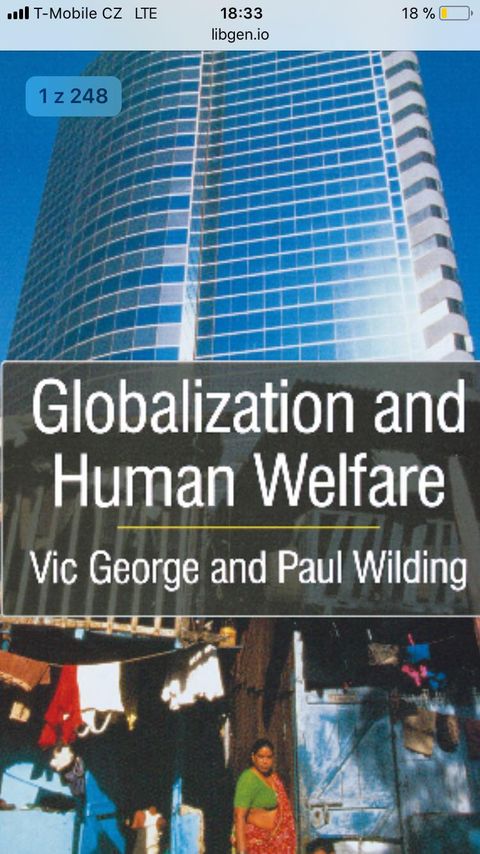 T-Mobile CZ LTE 18:33 18 %
libgen.io
1 z 248
Globalization and
Human Welfare
Vic George and Paul Wilding